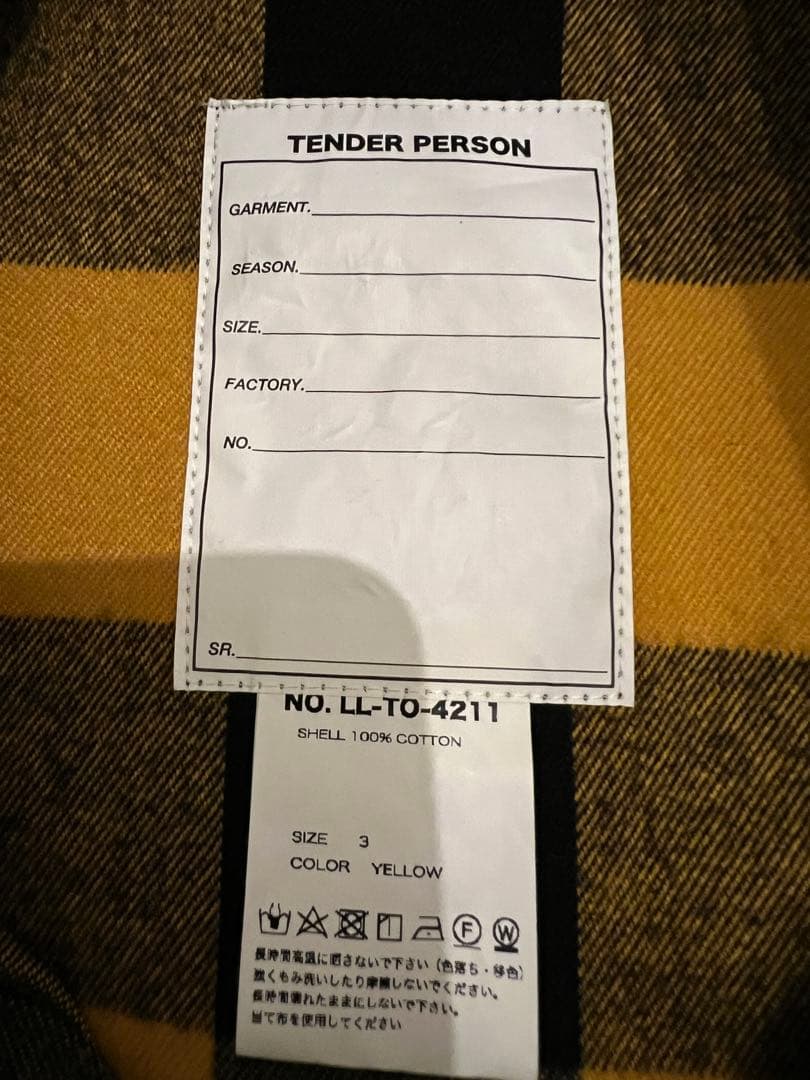 TENDER PERSON
GARMENT.
SEASON.
SIZE.
FACTORY.
NO.
SR.
NO. LL-TO-4211
SHELL 100% COTTON
SIZE 3
COLOR YELLOW
F W
長時間高温に晒さないで下さい（色落ち・移色）
強くもみ洗いしたり摩擦しないでください。
長時間濡れたままにしないで下さい。
当て布を使用してください